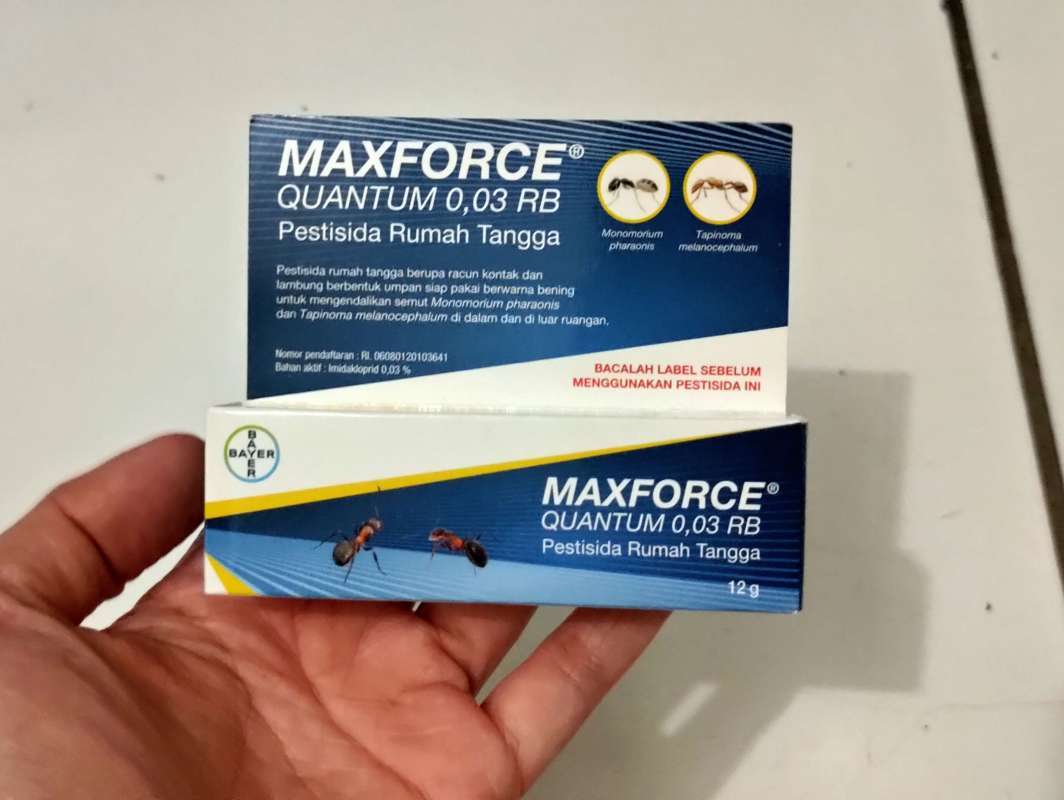 MAXFORCE®
QUANTUM 0,03 RB
Pestisida Rumah Tangga
Monomorium
pharaonis
Tapinoma
melanocephalum
Pestisida rumah tangga berupa racun kontak dan
lambung berbentuk umpan siap pakai berwarna bening
untuk mengendalikan semut Monomorium pharaonis
dan Tapinoma melanocephalum di dalam dan di luar ruangan.
Nomor pendaftaran : RI. 06080120103641
Bahan aktif : Imidakloprid 0,03 %
BACALAH LABEL SEBELUM
MENGGUNAKAN PESTISIDA INI
BAYER
BAYER
MAXFORCE®
QUANTUM 0,03 RB
Pestisida Rumah Tangga
12 g